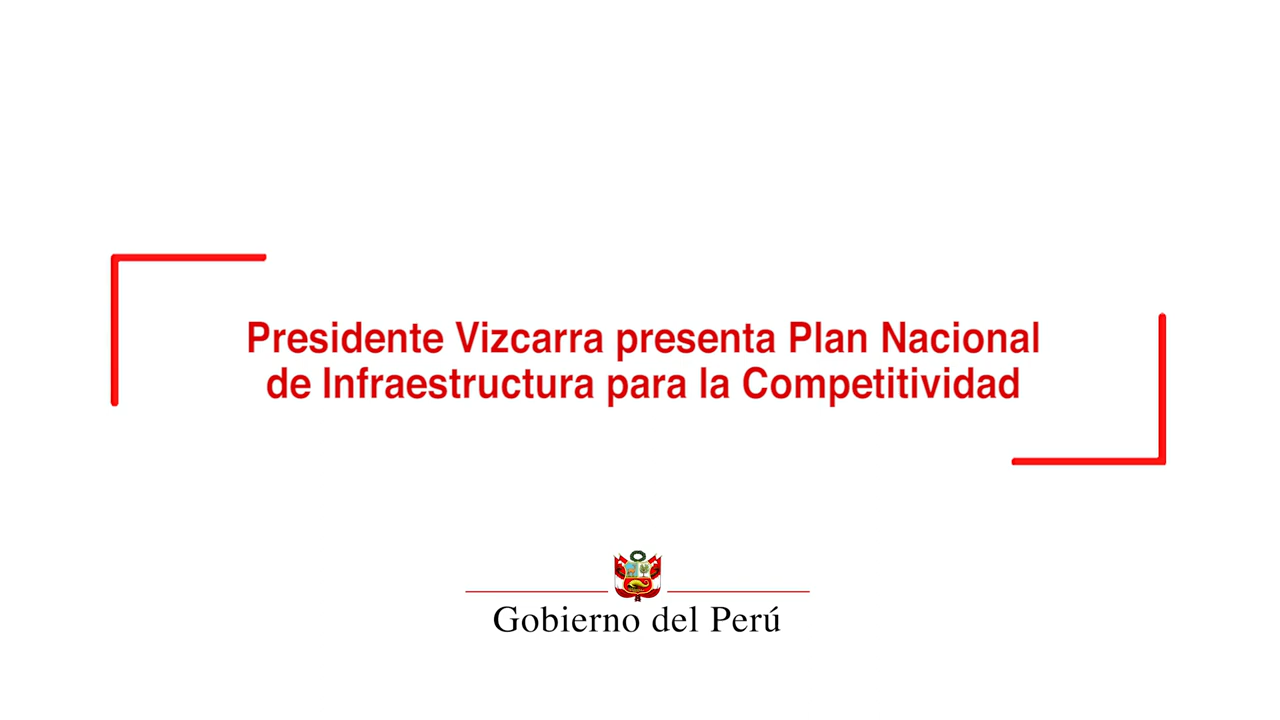 Presidente Vizcarra presenta Plan Nacional
de Infraestructura para la Competitividad
Gobierno del Perú